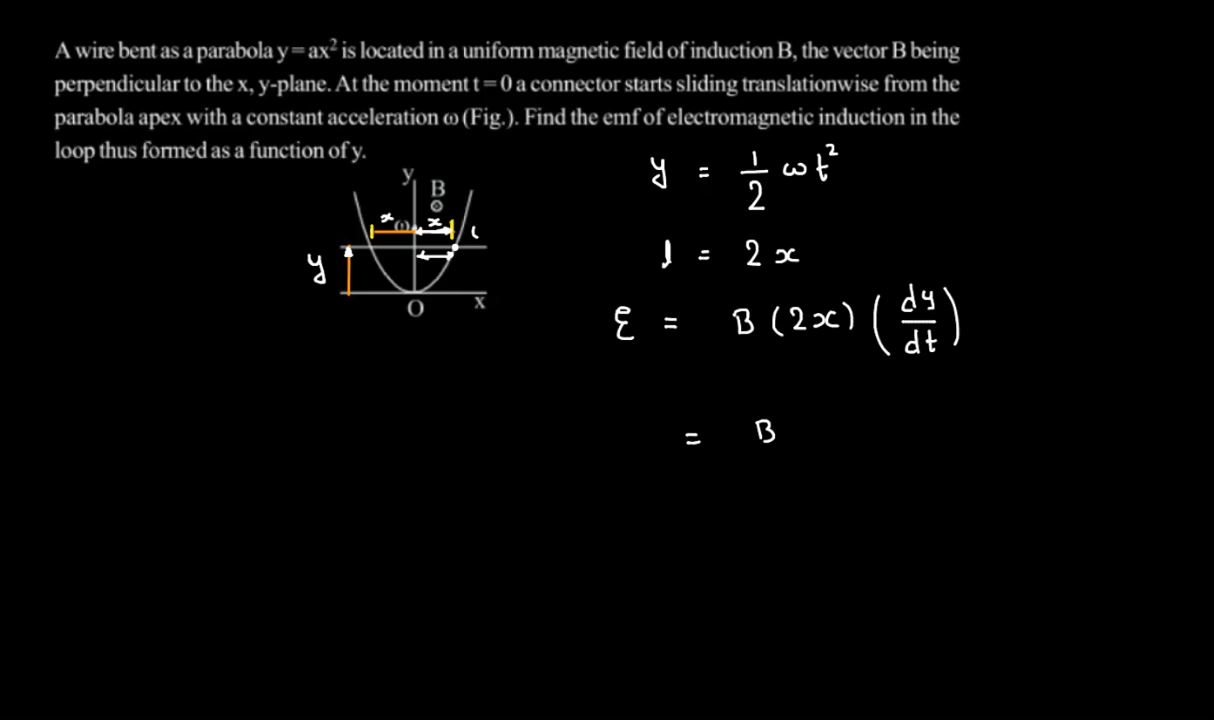 A wire bent as a parabola y = ax² is located in a uniform magnetic field of induction B, the vector B being
perpendicular to the x, y-plane. At the moment t = 0 a connector starts sliding translationwise from the
parabola apex with a constant acceleration ω (Fig.). Find the emf of electromagnetic induction in the
loop thus formed as a function of y.
y
B
x ω x
y
O x
y = 1/2 ωt²
l = 2x
ℰ = B (2x) (dy/dt)
= B